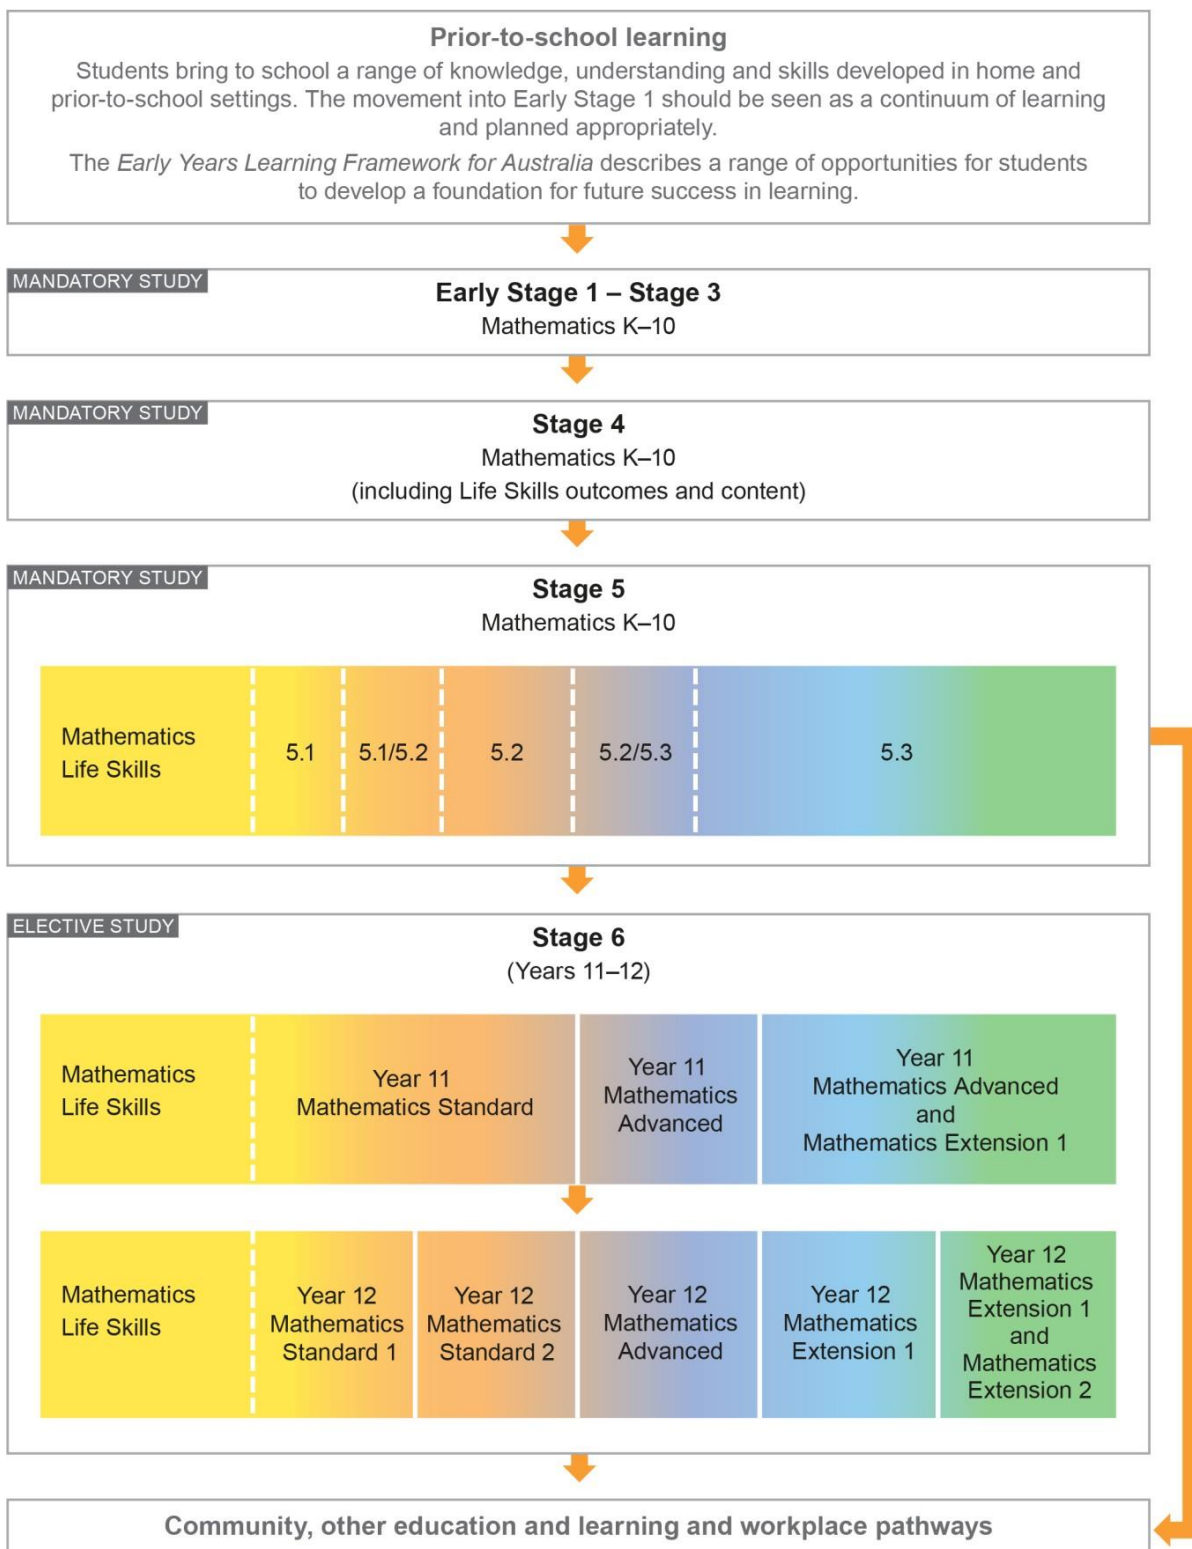 Prior-to-school learning
Students bring to school a range of knowledge, understanding and skills developed in home and
prior-to-school settings. The movement into Early Stage 1 should be seen as a continuum of learning
and planned appropriately.
The Early Years Learning Framework for Australia describes a range of opportunities for students
to develop a foundation for future success in learning.
MANDATORY STUDY
Early Stage 1 – Stage 3
Mathematics K–10
MANDATORY STUDY
Stage 4
Mathematics K–10
(including Life Skills outcomes and content)
MANDATORY STUDY
Stage 5
Mathematics K–10
Mathematics
Life Skills
5.1
5.1/5.2
5.2
5.2/5.3
5.3
ELECTIVE STUDY
Stage 6
(Years 11–12)
Mathematics
Life Skills
Year 11
Mathematics Standard
Year 11
Mathematics
Advanced
Year 11
Mathematics Advanced
and
Mathematics Extension 1
Mathematics
Life Skills
Year 12
Mathematics
Standard 1
Year 12
Mathematics
Standard 2
Year 12
Mathematics
Advanced
Year 12
Mathematics
Extension 1
Year 12
Mathematics
Extension 1
and
Mathematics
Extension 2
Community, other education and learning and workplace pathways